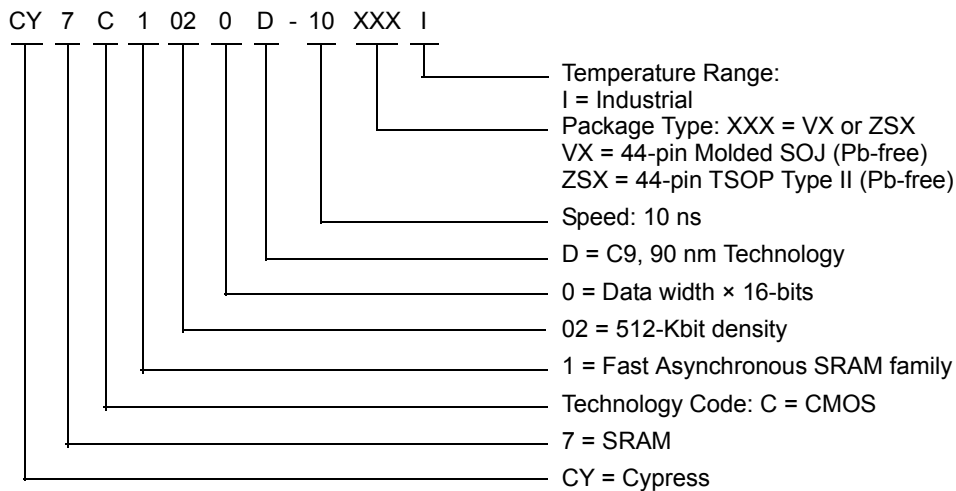 CY 7 C 1 02 0 D - 10 XXX I
Temperature Range:
I = Industrial
Package Type: XXX = VX or ZSX
VX = 44-pin Molded SOJ (Pb-free)
ZSX = 44-pin TSOP Type II (Pb-free)
Speed: 10 ns
D = C9, 90 nm Technology
0 = Data width × 16-bits
02 = 512-Kbit density
1 = Fast Asynchronous SRAM family
Technology Code: C = CMOS
7 = SRAM
CY = Cypress